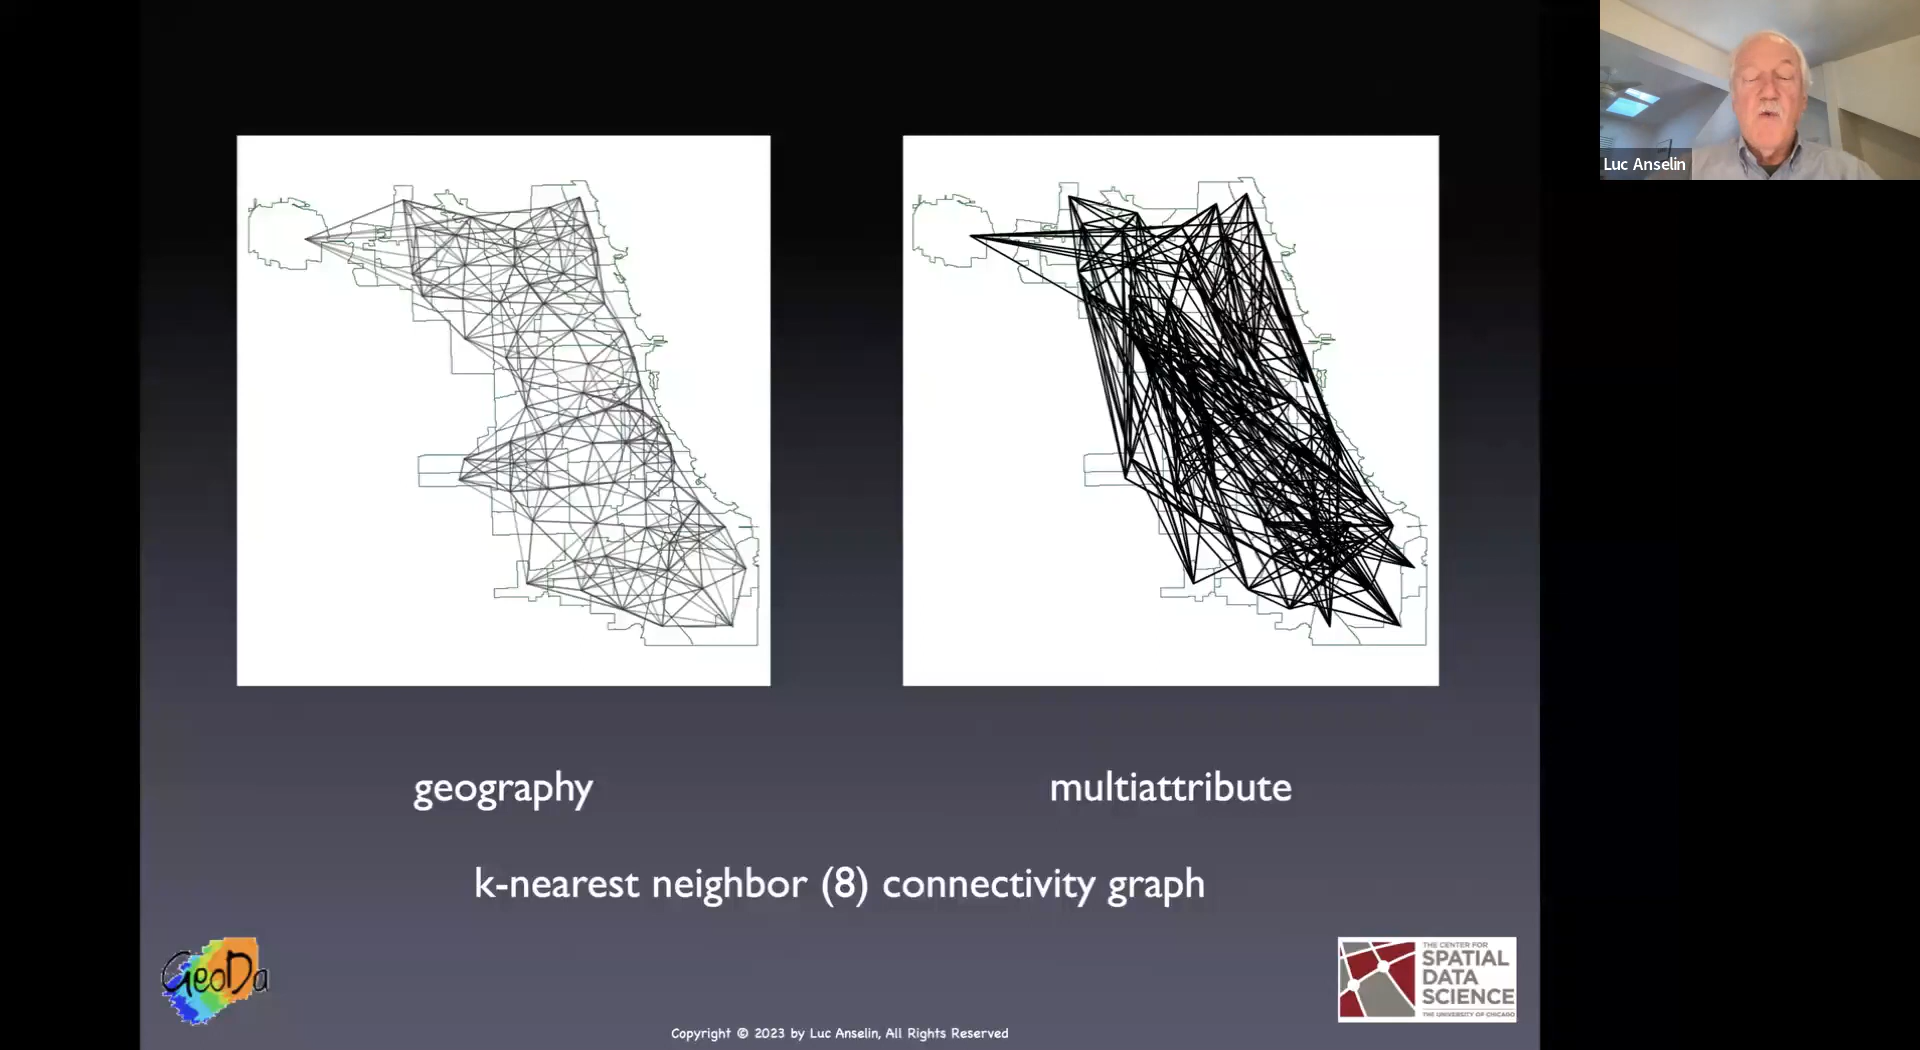 Luc Anselin
geography
multiattribute
k-nearest neighbor (8) connectivity graph
GeoDa
THE CENTER FOR
SPATIAL
DATA
SCIENCE
THE UNIVERSITY OF CHICAGO
Copyright © 2023 by Luc Anselin, All Rights Reserved